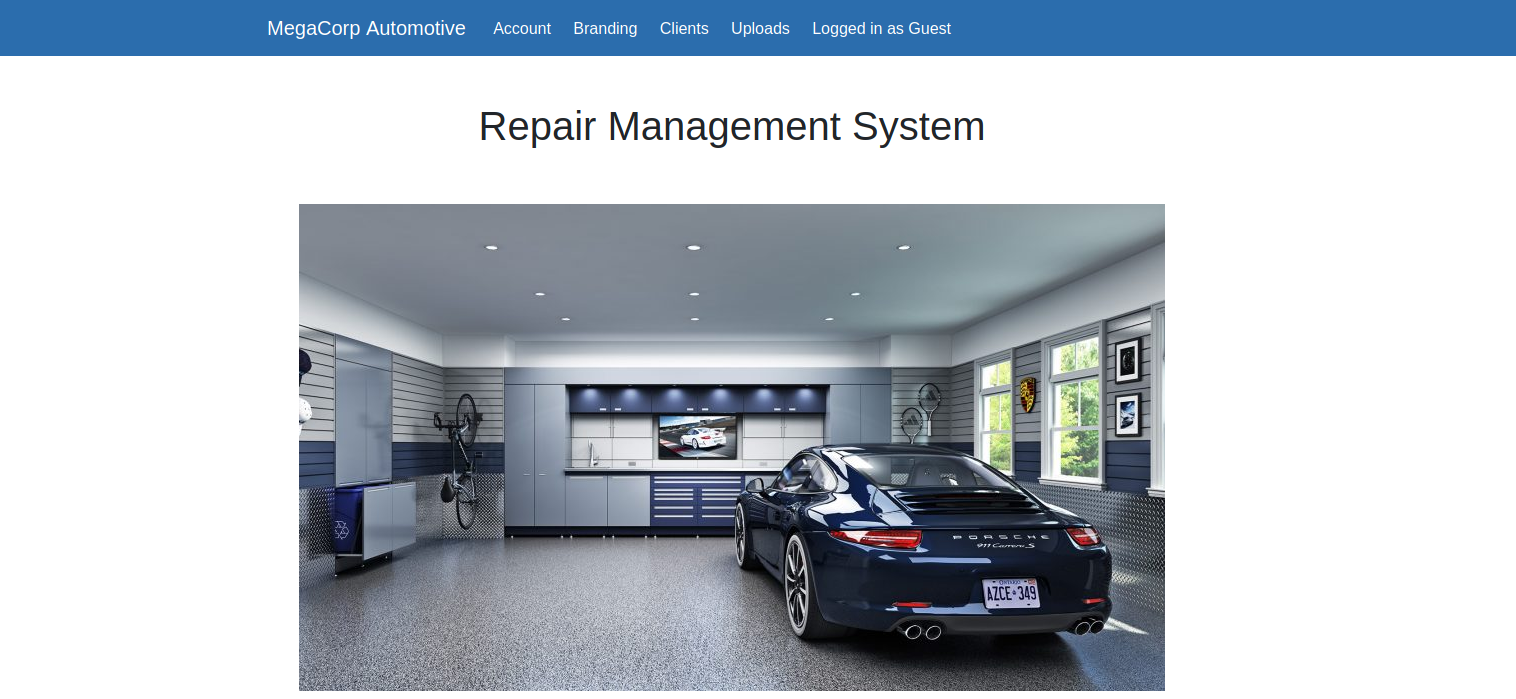 MegaCorp Automotive Account Branding Clients Uploads Logged in as Guest
Repair Management System
PORSCHE
911 Carrera S
ONTARIO
AZCE 349